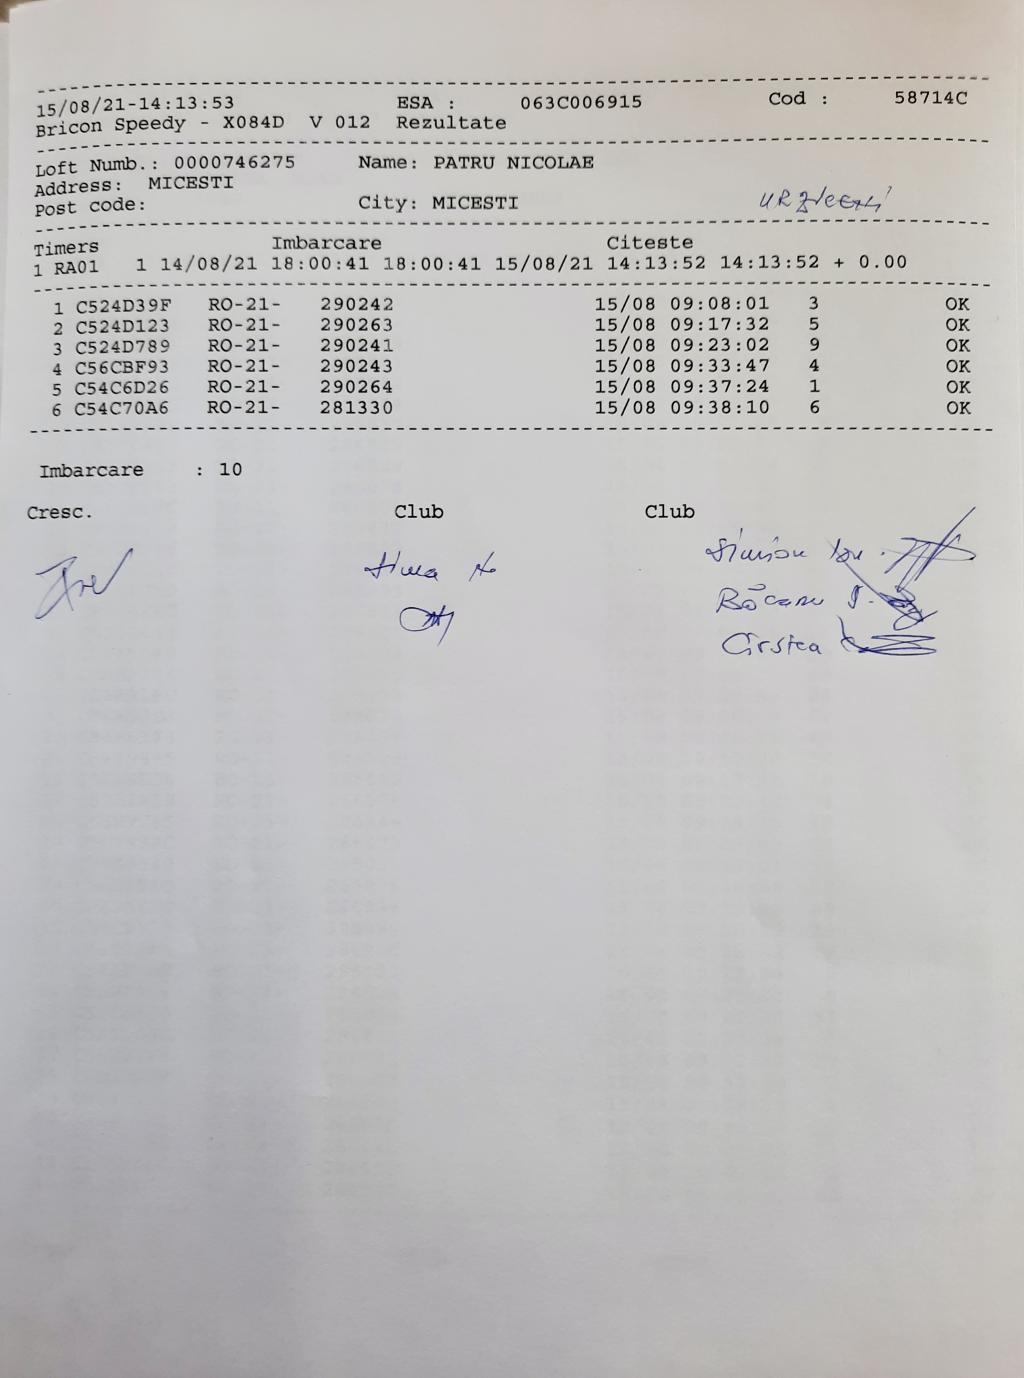 15/08/21-14:13:53 ESA : 063C006915 Cod : 58714C
Bricon Speedy - X084D V 012 Rezultate
Loft Numb.: 0000746275 Name: PATRU NICOLAE
Address: MICESTI
Post code: City: MICESTI
Timers Imbarcare Citeste
1 RA01 1 14/08/21 18:00:41 18:00:41 15/08/21 14:13:52 14:13:52 + 0.00
1 C524D39F RO-21- 290242 15/08 09:08:01 3 OK
2 C524D123 RO-21- 290263 15/08 09:17:32 5 OK
3 C524D789 RO-21- 290241 15/08 09:23:02 9 OK
4 C56CBF93 RO-21- 290243 15/08 09:33:47 4 OK
5 C54C6D26 RO-21- 290264 15/08 09:37:24 1 OK
6 C54C70A6 RO-21- 281330 15/08 09:38:10 6 OK
Imbarcare : 10
Cresc. Club Club
Simion Ion
Băcanu
Cîrstea